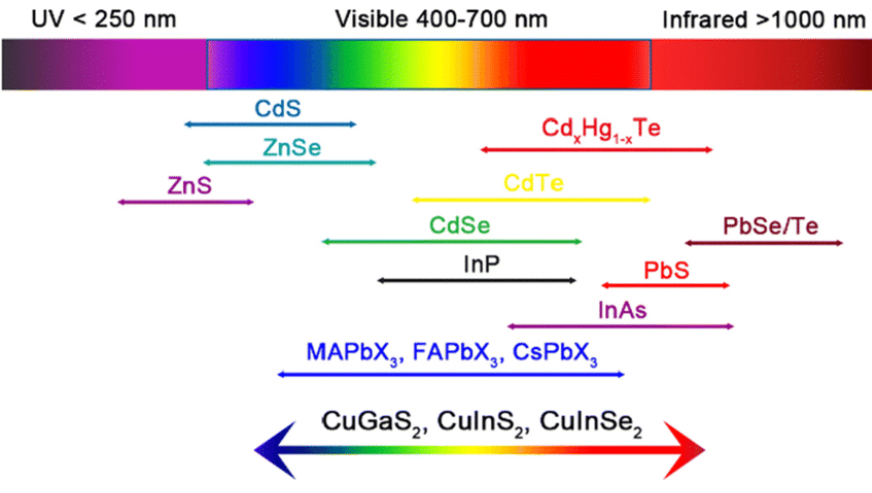 UV < 250 nm Visible 400-700 nm Infrared >1000 nm
CdS
CdₓHg₁₋ₓTe
ZnSe
ZnS
CdTe
CdSe
PbSe/Te
InP
PbS
InAs
MAPbX₃, FAPbX₃, CsPbX₃
CuGaS₂, CuInS₂, CuInSe₂